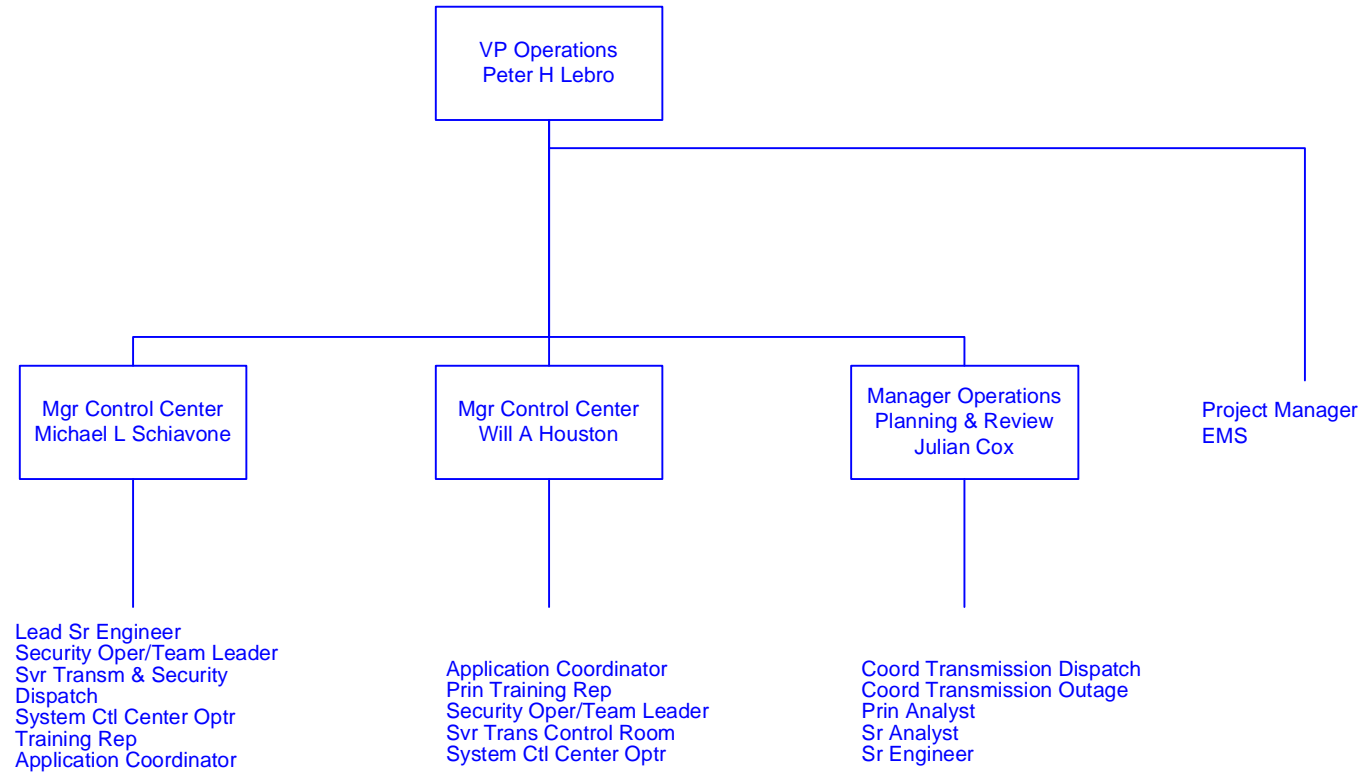 VP Operations
Peter H Lebro
Mgr Control Center
Michael L Schiavone
Mgr Control Center
Will A Houston
Manager Operations
Planning & Review
Julian Cox
Project Manager
EMS
Lead Sr Engineer
Security Oper/Team Leader
Svr Transm & Security
Dispatch
System Ctl Center Optr
Training Rep
Application Coordinator
Application Coordinator
Prin Training Rep
Security Oper/Team Leader
Svr Trans Control Room
System Ctl Center Optr
Coord Transmission Dispatch
Coord Transmission Outage
Prin Analyst
Sr Analyst
Sr Engineer